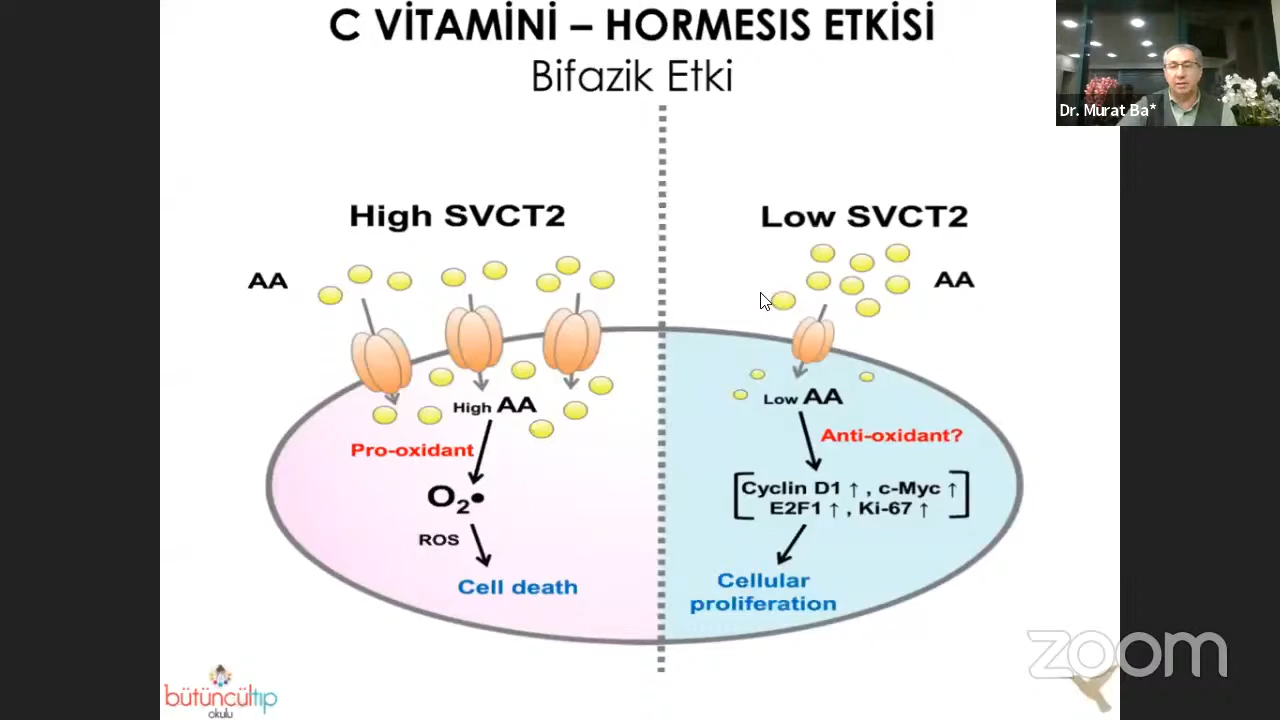 C VİTAMİNİ – HORMESIS ETKİSİ
Bifazik Etki
Dr. Murat Ba*
High SVCT2
Low SVCT2
AA
AA
High AA
Low AA
Pro-oxidant
Anti-oxidant?
O₂•
Cyclin D1 ↑ , c-Myc ↑
E2F1 ↑ , Ki-67 ↑
ROS
Cell death
Cellular
proliferation
zoom
bütüncültıp
okulu